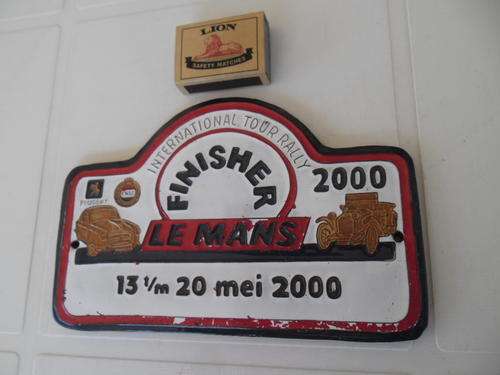 LION
SAFETY MATCHES
INTERNATIONAL TOUR RALLY
FINISHER
2000
PEUGEOT
LE MANS
13 t/m 20 mei 2000